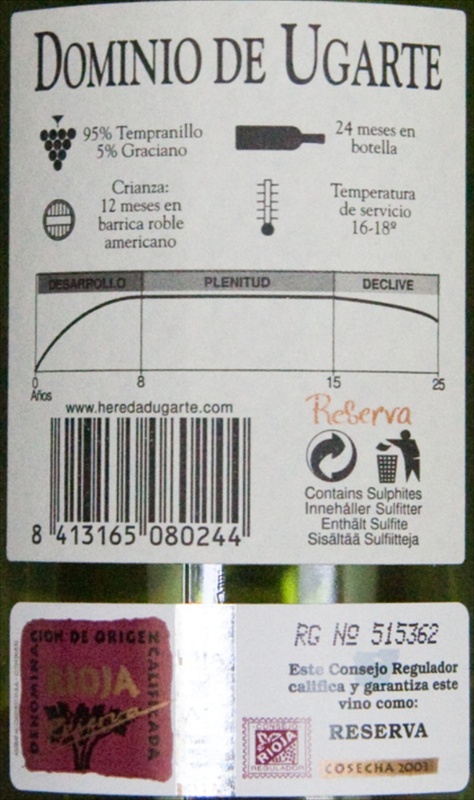 DOMINIO DE UGARTE
95% Tempranillo
5% Graciano
24 meses en
botella
Crianza:
12 meses en
barrica roble
americano
Temperatura
de servicio
16-18º
DESARROLLO PLENITUD DECLIVE
0 8 15 25
Años
www.heredadugarte.com
Reserva
Contains Sulphites
Innehåller Sulfitter
Enthält Sulfite
Sisältää Sulfiitteja
8 413165 080244
DENOMINACION DE ORIGEN CALIFICADA
RIOJA
Reserva
RG Nº 515362
Este Consejo Regulador
califica y garantiza este
vino como:
RESERVA
CONSEJO
RIOJA
REGULADOR
COSECHA 2003